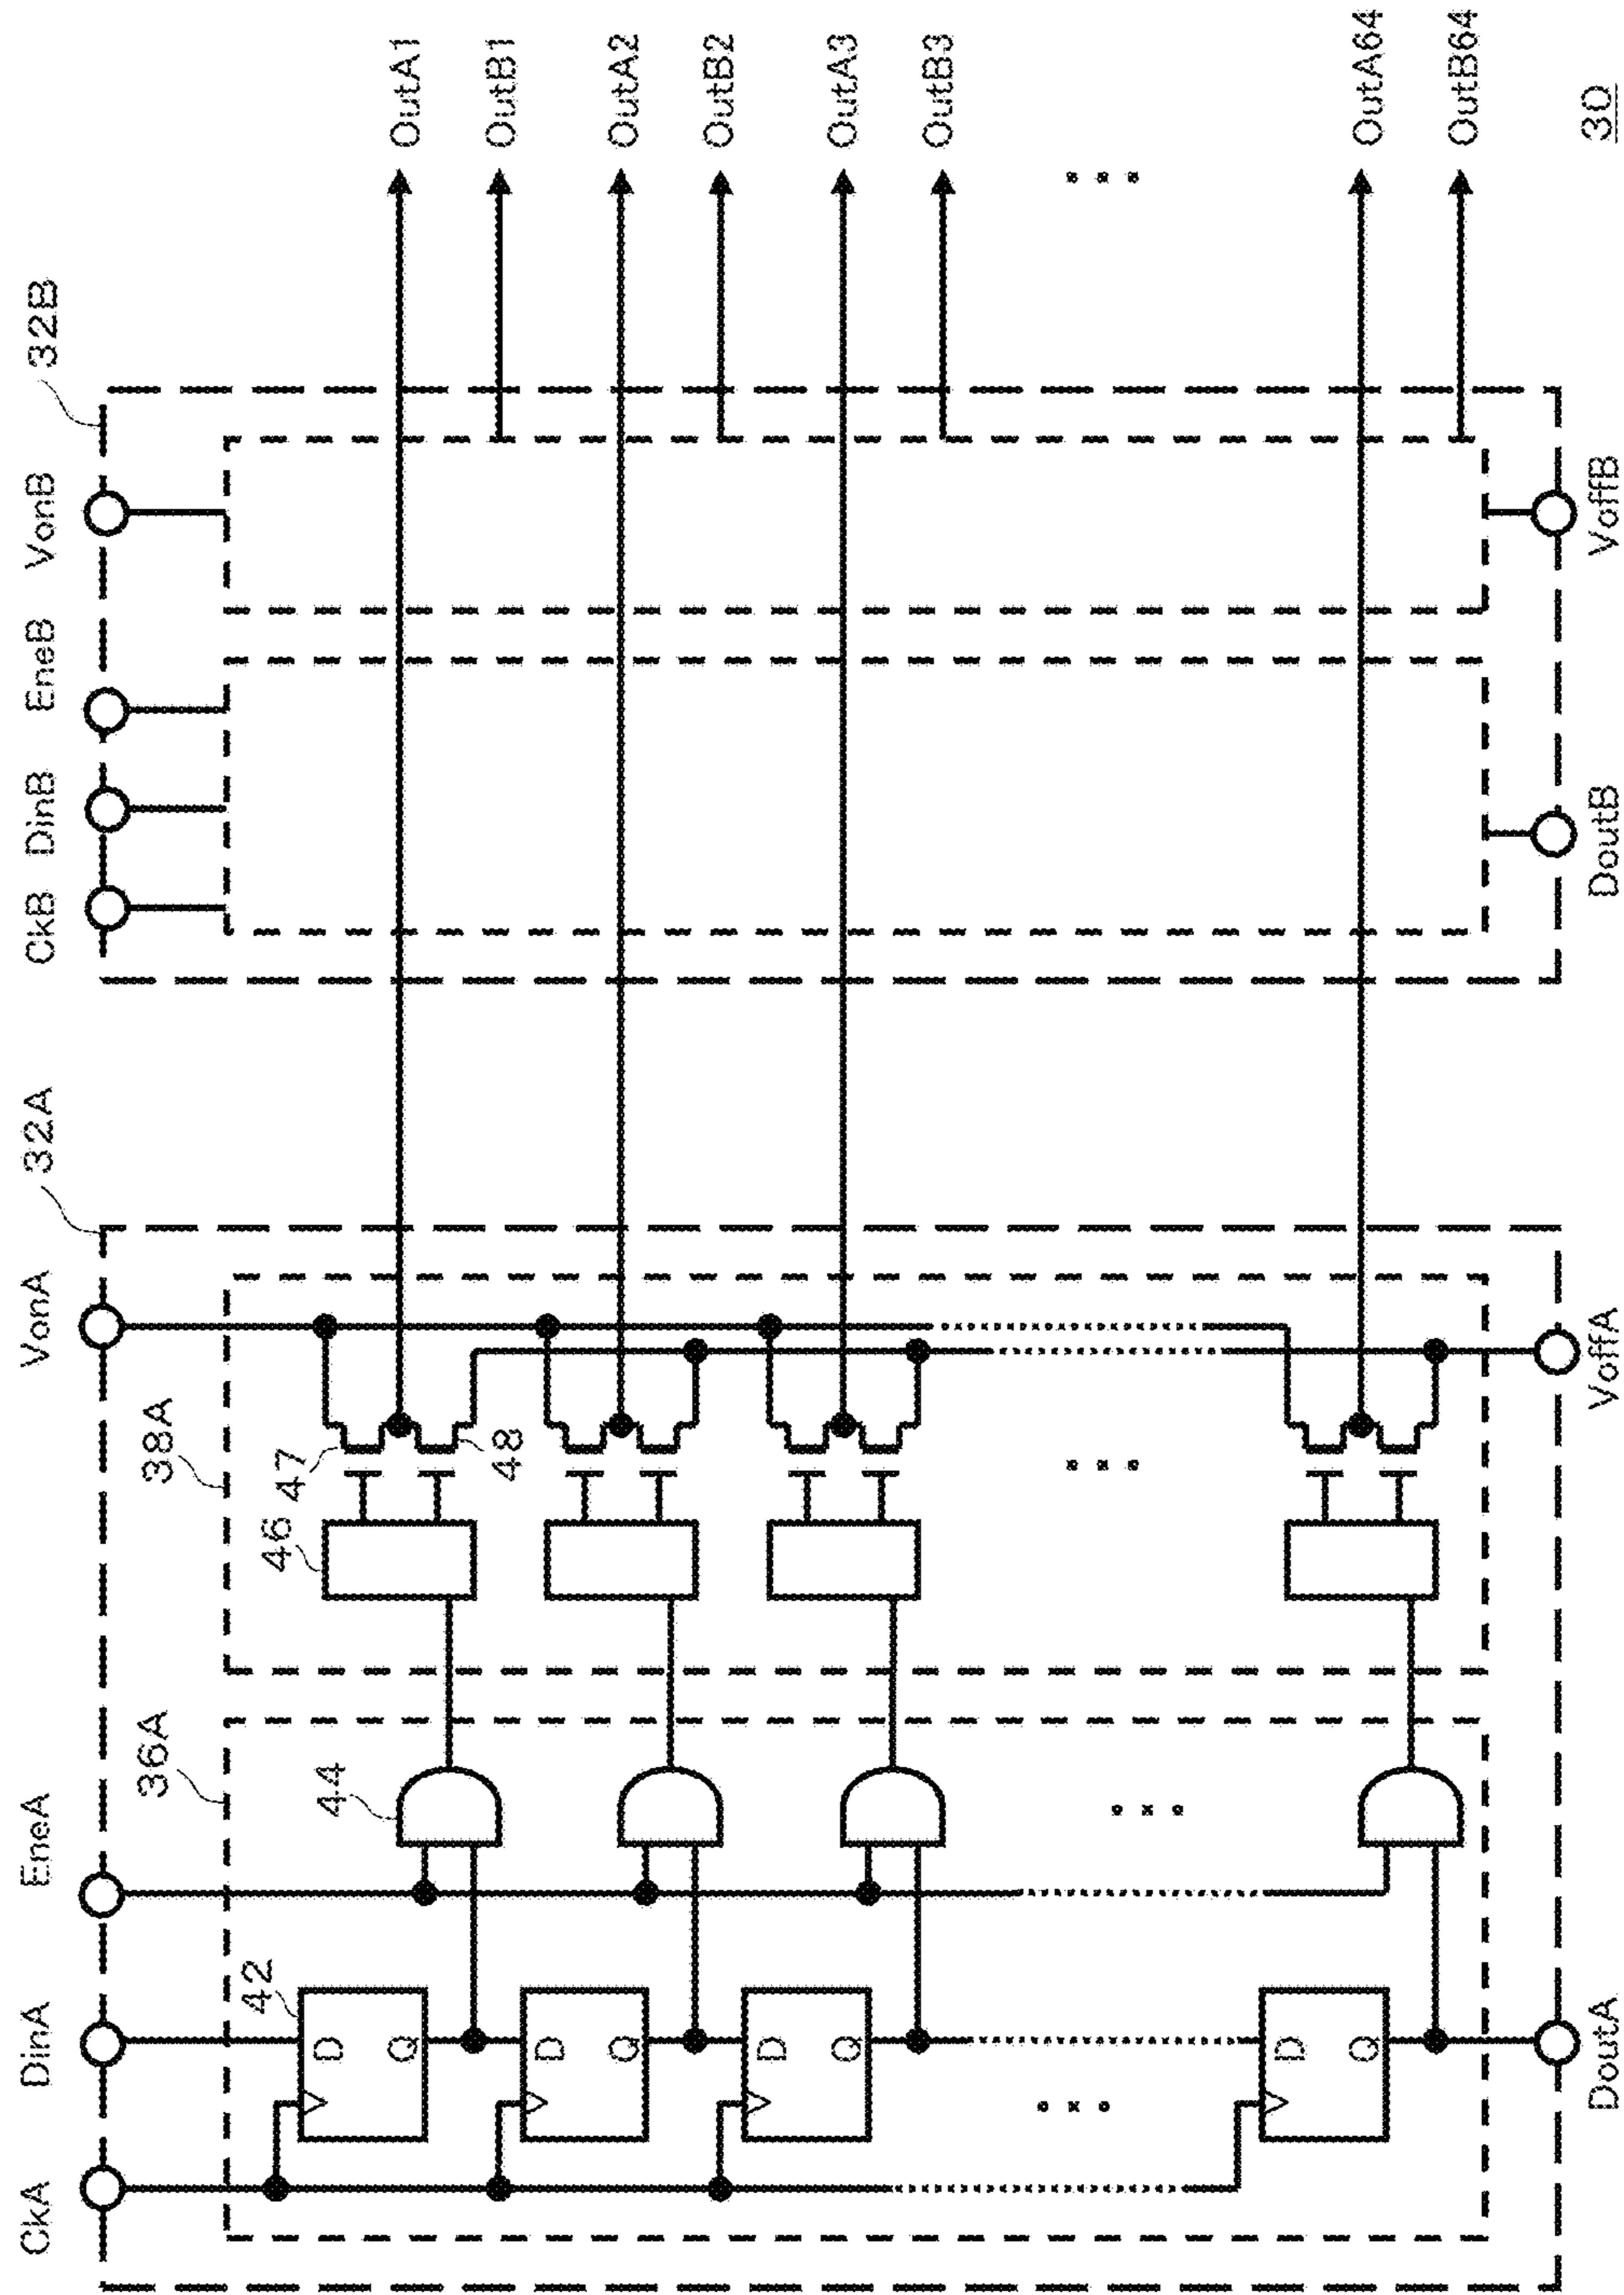 CkA
DinA
EneA
VonA
32A
CkB
DinB
EneB
VonB
32B
36A
38A
42
D
Q
44
46
47
48
D
Q
D
Q
D
Q
OutA1
OutB1
OutA2
OutB2
OutA3
OutB3
OutA64
OutB64
DoutA
VoffA
DoutB
VoffB
30